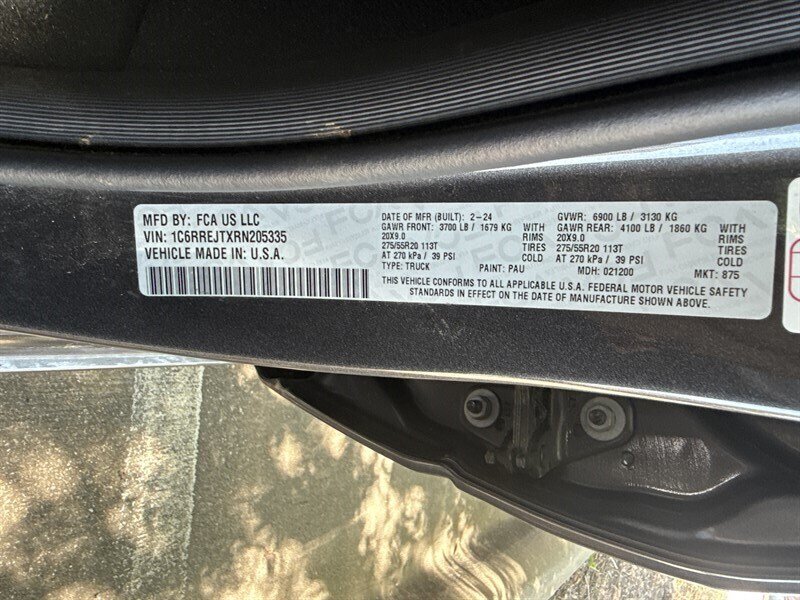 MFD BY: FCA US LLC
VIN: 1C6RREJTXRN205335
VEHICLE MADE IN: U.S.A.
DATE OF MFR (BUILT): 2-24 GVWR: 6900 LB / 3130 KG
GAWR FRONT: 3700 LB / 1679 KG WITH GAWR REAR: 4100 LB / 1860 KG WITH
20X9.0 RIMS 20X9.0 RIMS
275/55R20 113T TIRES 275/55R20 113T TIRES
AT 270 kPa / 39 PSI COLD AT 270 kPa / 39 PSI COLD
TYPE: TRUCK PAINT: PAU MDH: 021200 MKT: 875
THIS VEHICLE CONFORMS TO ALL APPLICABLE U.S.A. FEDERAL MOTOR VEHICLE SAFETY
STANDARDS IN EFFECT ON THE DATE OF MANUFACTURE SHOWN ABOVE.